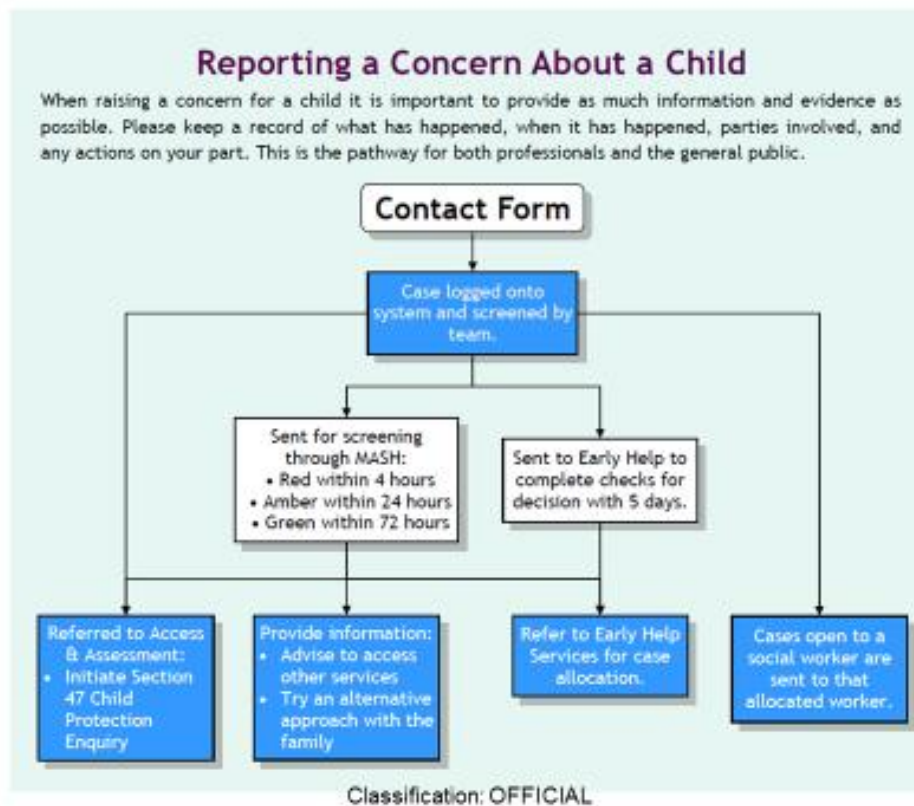 Reporting a Concern About a Child
When raising a concern for a child it is important to provide as much information and evidence as
possible. Please keep a record of what has happened, when it has happened, parties involved, and
any actions on your part. This is the pathway for both professionals and the general public.
Contact Form
Case logged onto
system and screened by
team.
Sent for screening
through MASH:
• Red within 4 hours
• Amber within 24 hours
• Green within 72 hours
Sent to Early Help to
complete checks for
decision with 5 days.
Referred to Access
& Assessment:
• Initiate Section
47 Child
Protection
Enquiry
Provide information:
• Advise to access
other services
• Try an alternative
approach with the
family
Refer to Early Help
Services for case
allocation.
Cases open to a
social worker are
sent to that
allocated worker.
Classification: OFFICIAL